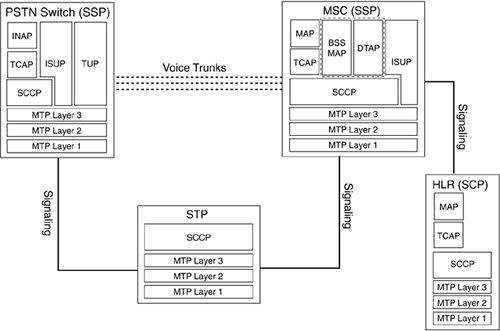 PSTN Switch (SSP)
INAP
TCAP
ISUP
TUP
SCCP
MTP Layer 3
MTP Layer 2
MTP Layer 1
Voice Trunks
MSC (SSP)
MAP
BSS
MAP
DTAP
TCAP
ISUP
SCCP
MTP Layer 3
MTP Layer 2
MTP Layer 1
Signaling
Signaling
Signaling
STP
SCCP
MTP Layer 3
MTP Layer 2
MTP Layer 1
HLR (SCP)
MAP
TCAP
SCCP
MTP Layer 3
MTP Layer 2
MTP Layer 1